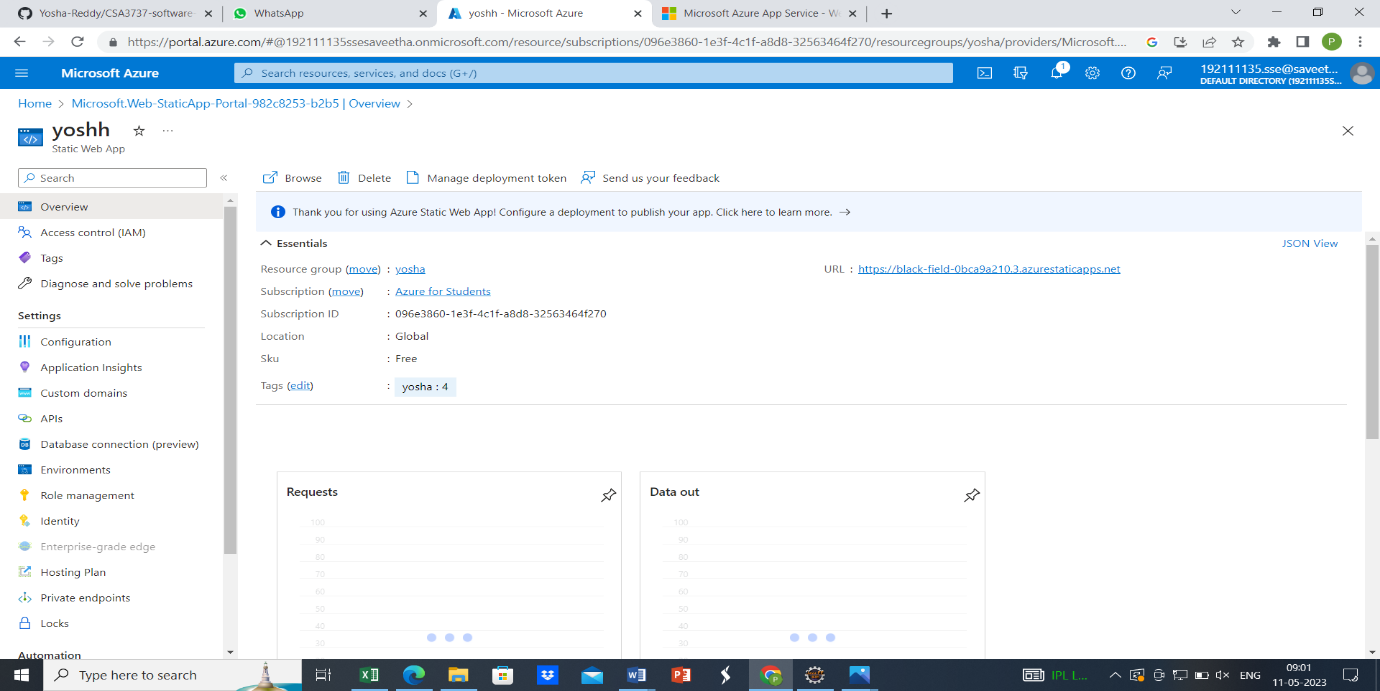 Yosha-Reddy/CSA3737-software-
WhatsApp
yoshh - Microsoft Azure
Microsoft Azure App Service - W
https://portal.azure.com/#@192111135ssesaveetha.onmicrosoft.com/resource/subscriptions/096e3860-1e3f-4c1f-a8d8-32563464f270/resourcegroups/yosha/providers/Microsoft....
P
Microsoft Azure
Search resources, services, and docs (G+/)
1
192111135.sse@saveet...
DEFAULT DIRECTORY (192111135S...
Home > Microsoft.Web-StaticApp-Portal-982c8253-b2b5 | Overview >
yoshh
Static Web App
Search
Browse Delete Manage deployment token Send us your feedback
Overview
Thank you for using Azure Static Web App! Configure a deployment to publish your app. Click here to learn more. →
Access control (IAM)
Tags
Diagnose and solve problems
Settings
Configuration
Application Insights
Custom domains
APIs
Database connection (preview)
Environments
Role management
Identity
Enterprise-grade edge
Hosting Plan
Private endpoints
Locks
Automation
Essentials
JSON View
Resource group (move) : yosha
URL : https://black-field-0bca9a210.3.azurestaticapps.net
Subscription (move) : Azure for Students
Subscription ID : 096e3860-1e3f-4c1f-a8d8-32563464f270
Location : Global
Sku : Free
Tags (edit) : yosha : 4
Requests
100
90
80
70
60
50
40
30
Data out
100
90
80
70
60
50
40
30
Type here to search
IPL L...
ENG
09:01
11-05-2023